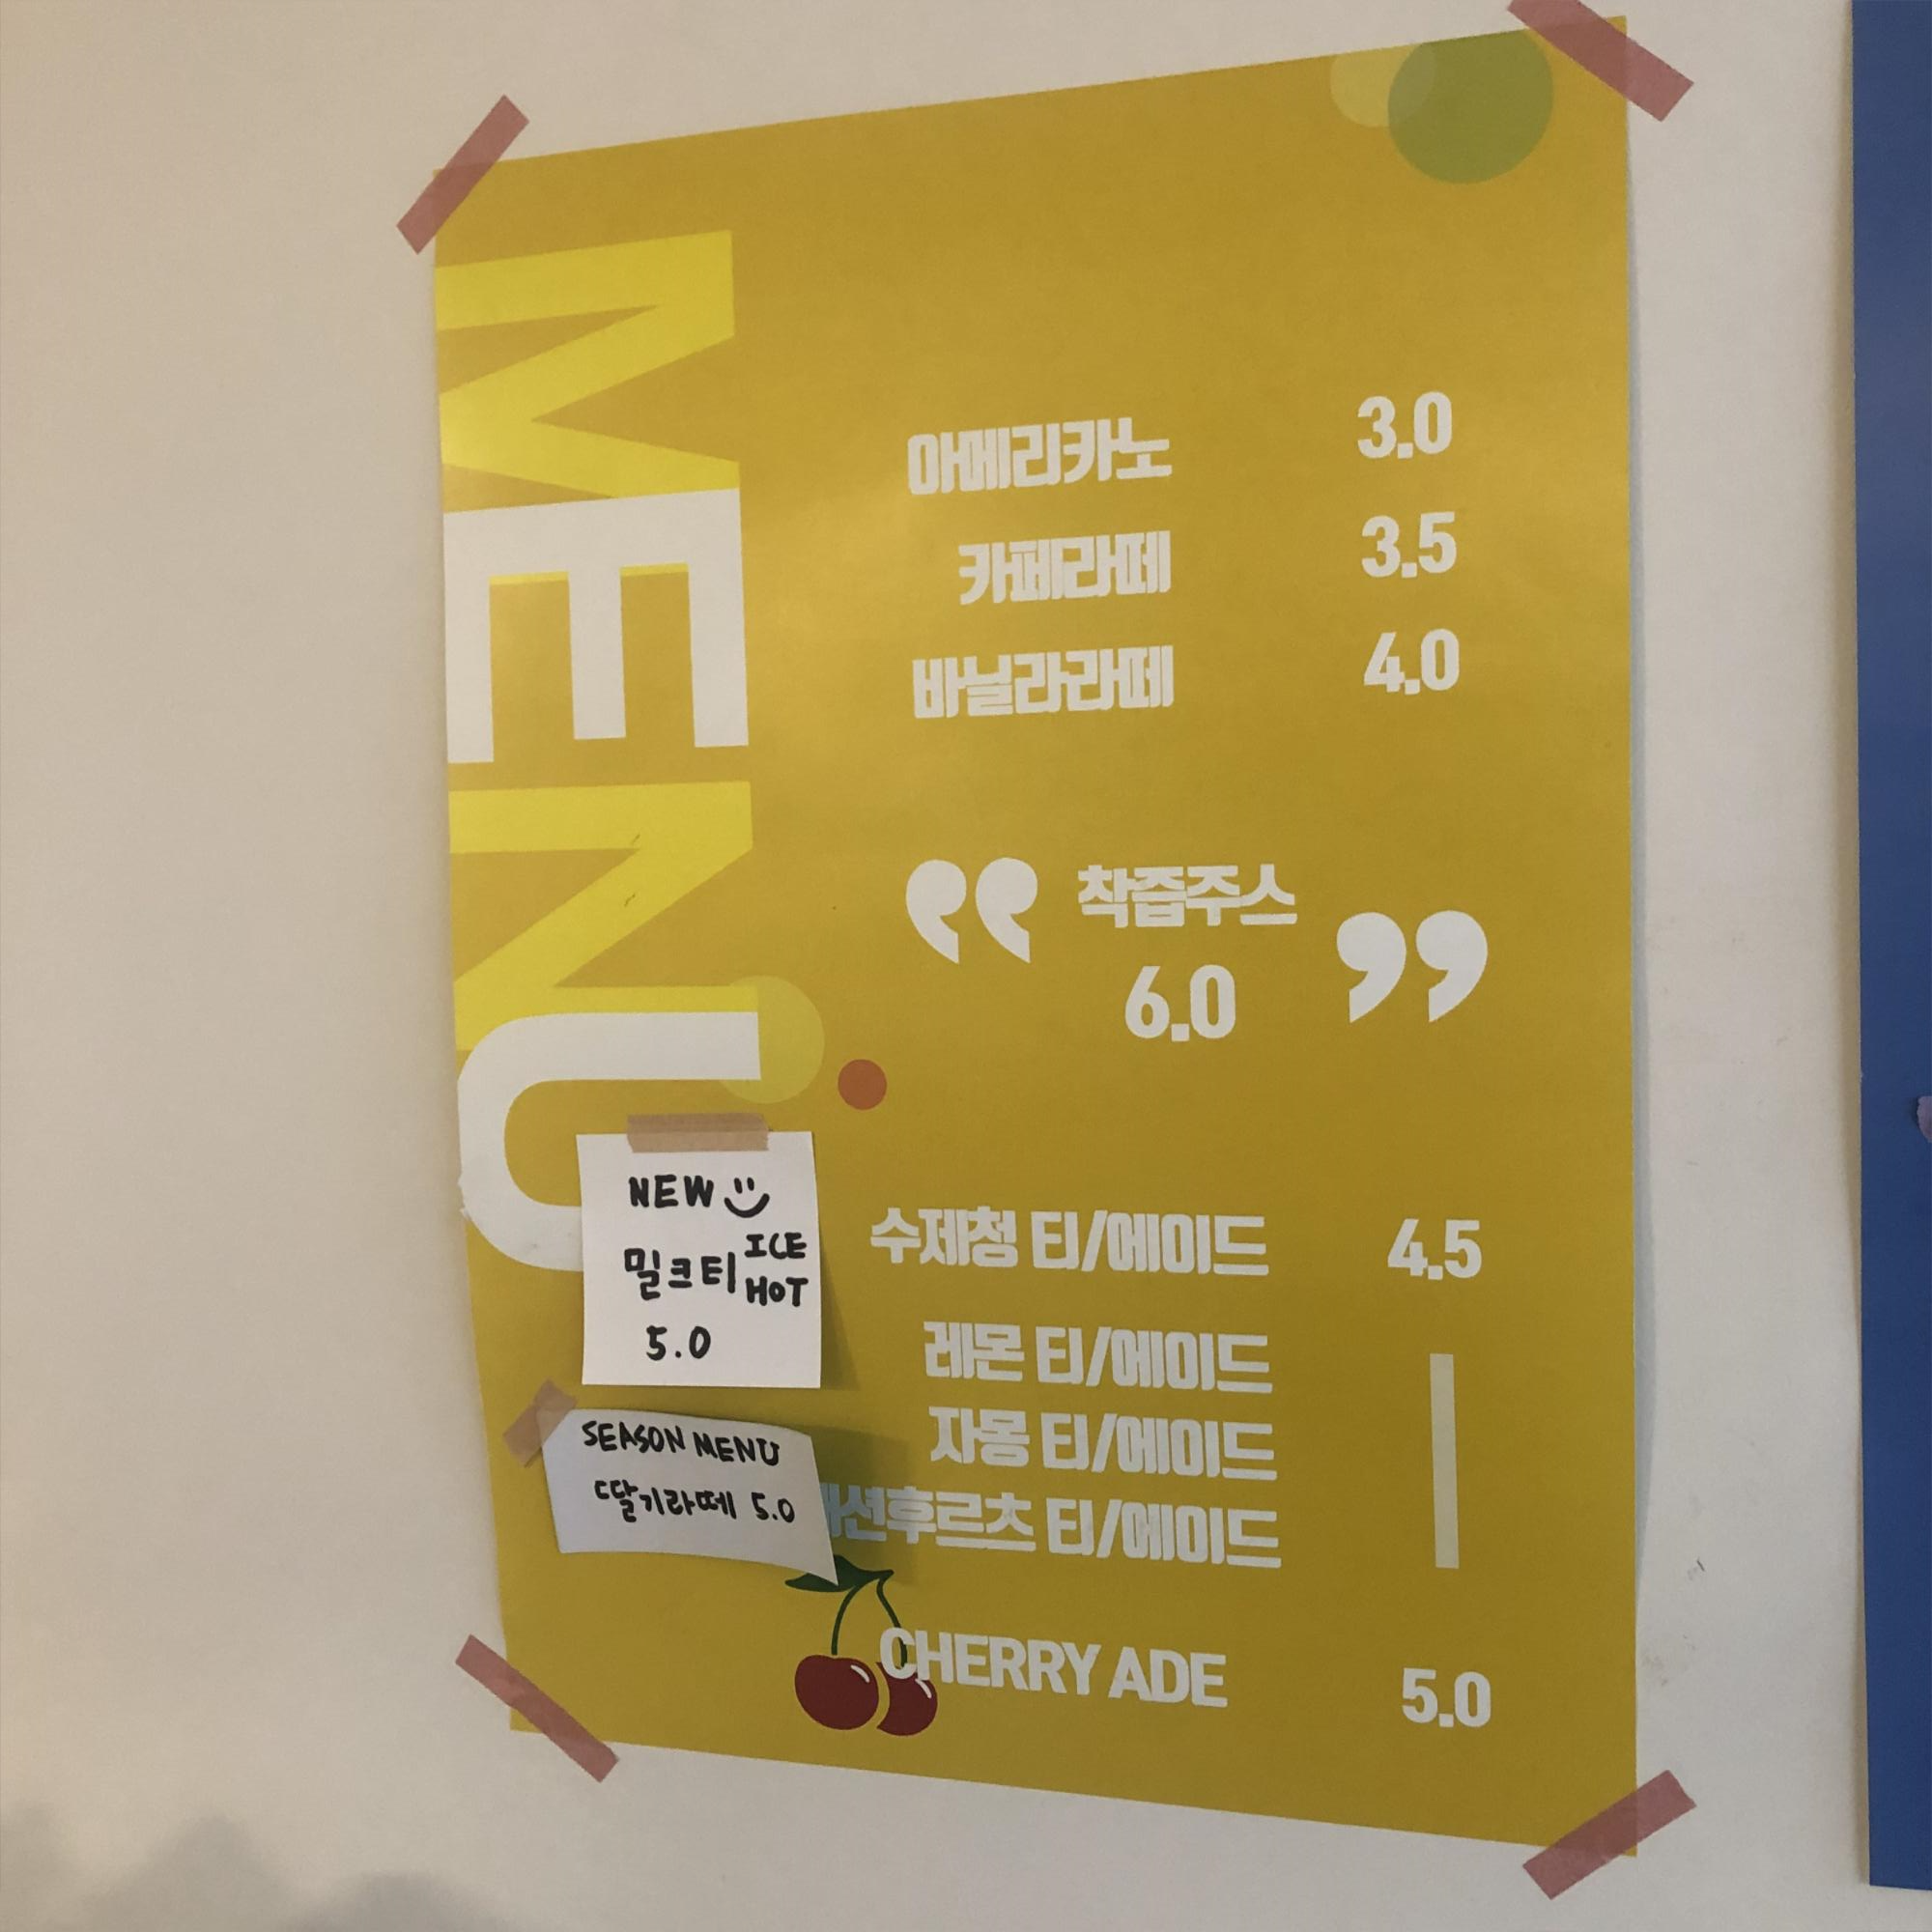 MENU
아메리카노 3.0
카페라떼 3.5
바닐라라떼 4.0
“ 착즙주스 ”
6.0
수제청 티/에이드 4.5
레몬 티/에이드
자몽 티/에이드
티/에이드
CHERRY ADE 5.0
NEW
밀크티 ICE
HOT
5.0
SEASON MENU
딸기라떼 5.0